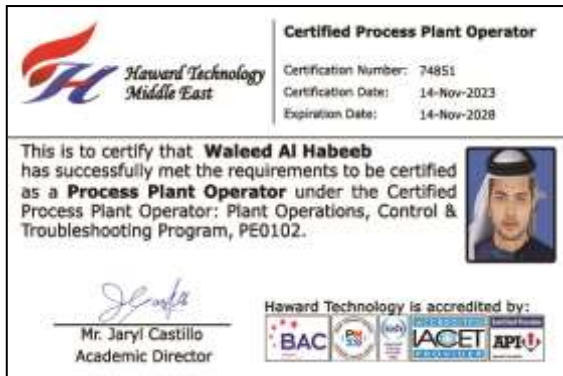 Haward Technology
Middle East
Certified Process Plant Operator
Certification Number: 74851
Certification Date: 14-Nov-2023
Expiration Date: 14-Nov-2028
This is to certify that Waleed Al Habeeb
has successfully met the requirements to be certified
as a Process Plant Operator under the Certified
Process Plant Operator: Plant Operations, Control &
Troubleshooting Program, PE0102.
Mr. Jaryl Castillo
Academic Director
Haward Technology is accredited by:
BAC
IACET
PROVIDER
API